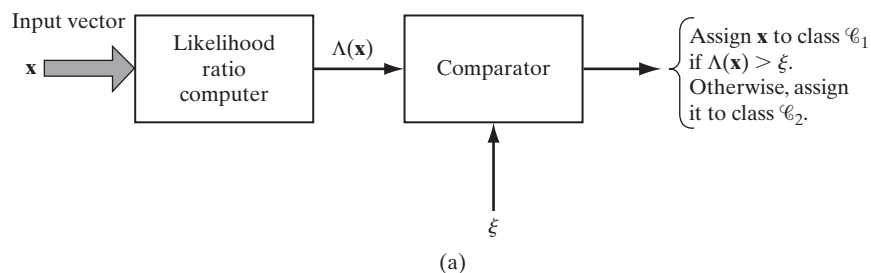 Input vector
x
Likelihood
ratio
computer
Λ(x)
Comparator
Assign x to class 𝒞₁
if Λ(x) > ξ.
Otherwise, assign
it to class 𝒞₂.
ξ
(a)